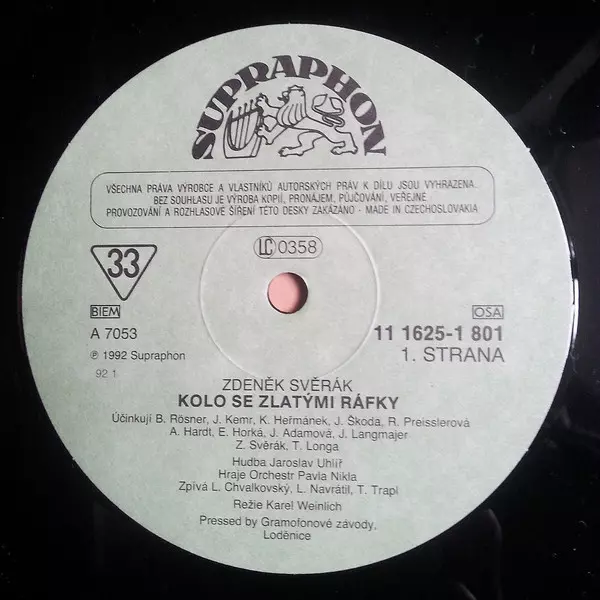 SUPRAPHON
VŠECHNA PRÁVA VÝROBCE A VLASTNÍKŮ AUTORSKÝCH PRÁV K DÍLU JSOU VYHRAZENA.
BEZ SOUHLASU JE VÝROBA KOPIÍ, PRONÁJEM, PŮJČOVÁNÍ, VEŘEJNÉ
PROVOZOVÁNÍ A ROZHLASOVÉ ŠÍŘENÍ TÉTO DESKY ZAKÁZÁNO - MADE IN CZECHOSLOVAKIA
33
LC 0358
BIEM
OSA
A 7053
11 1625-1 801
℗ 1992 Supraphon
1. STRANA
92 1
ZDENĚK SVĚRÁK
KOLO SE ZLATÝMI RÁFKY
Účinkují B. Rösner, J. Kemr, K. Heřmánek, J. Škoda, R. Preisslerová
A. Hardt, E. Horká, J. Adamová, J. Langmajer
Z. Svěrák, T. Longa
Hudba Jaroslav Uhlíř
Hraje Orchestr Pavla Nikla
Zpívá L. Chvalkovský, L. Navrátil, T. Trapl
Režie Karel Weinlich
Pressed by Gramofonové závody,
Loděnice